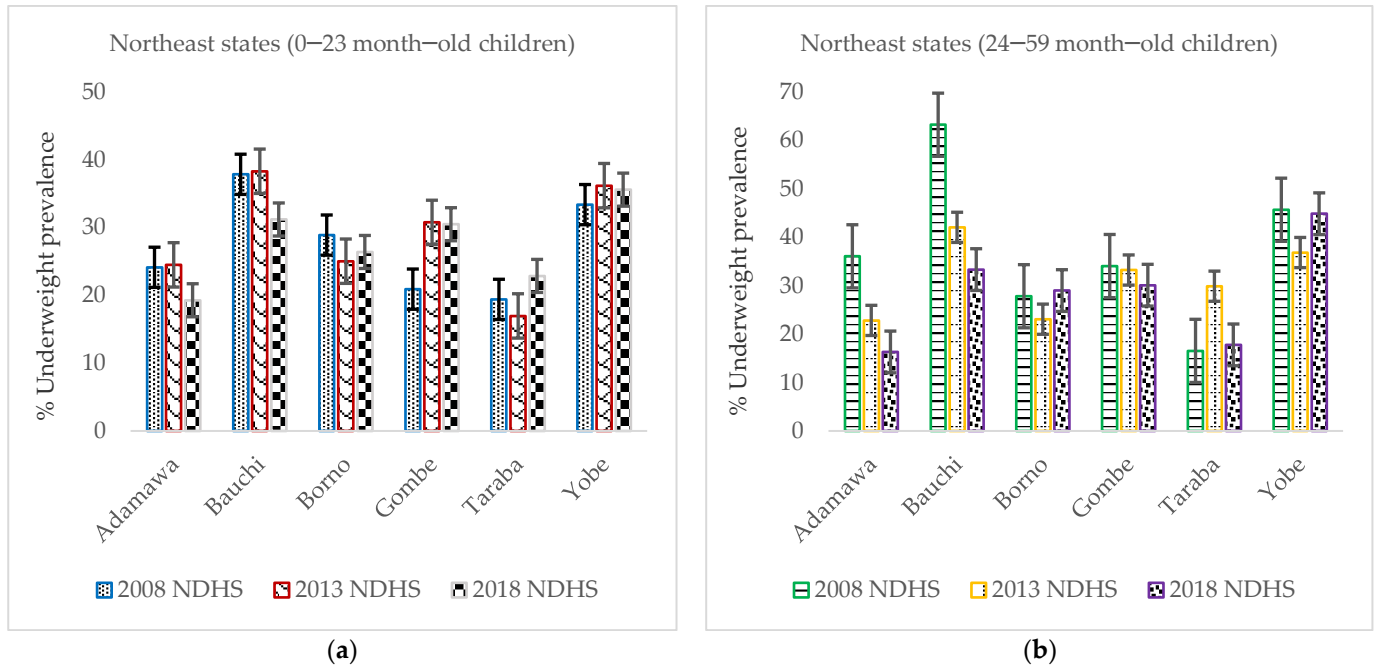 Northeast states (0–23 month–old children)
% Underweight prevalence
50
40
30
20
10
0
Adamawa
Bauchi
Borno
Gombe
Taraba
Yobe
2008 NDHS 2013 NDHS 2018 NDHS
(a)
Northeast states (24–59 month–old children)
% Underweight prevalence
70
60
50
40
30
20
10
0
Adamawa
Bauchi
Borno
Gombe
Taraba
Yobe
2008 NDHS 2013 NDHS 2018 NDHS
(b)